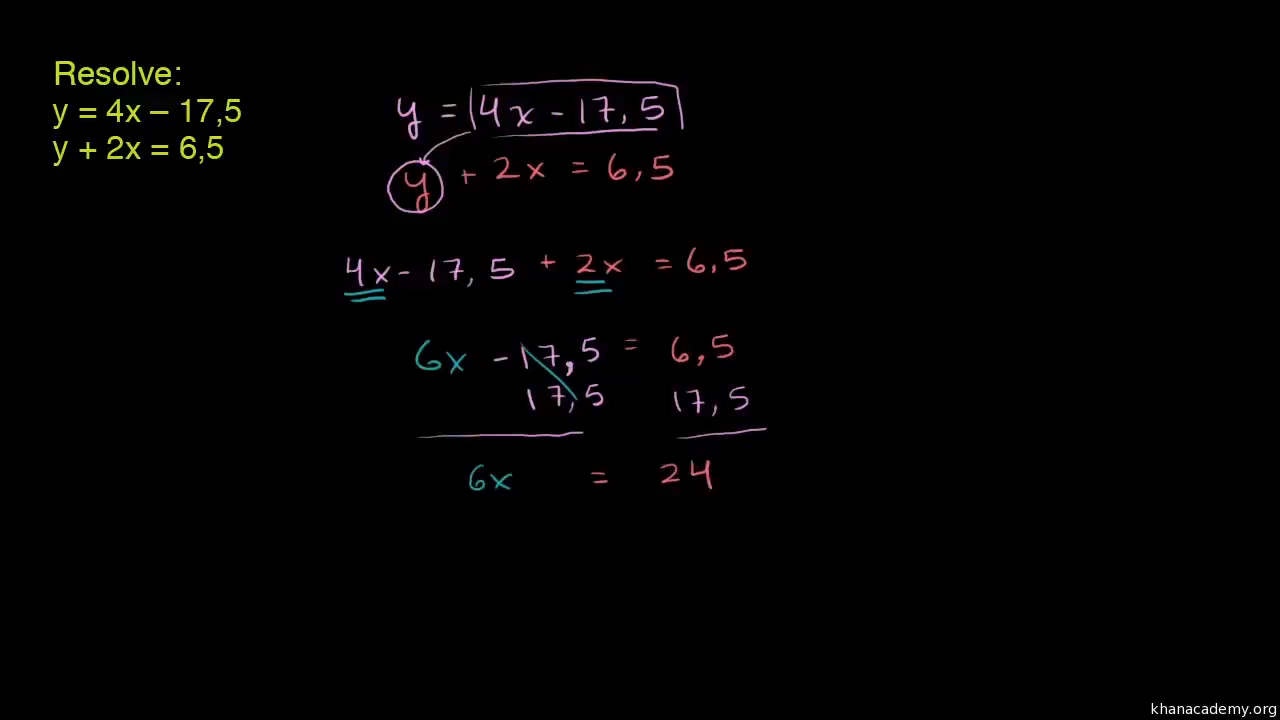 Resolve:
y = 4x – 17,5
y + 2x = 6,5
y = 4x - 17,5
y + 2x = 6,5
4x - 17,5 + 2x = 6,5
6x - 17,5 = 6,5
17,5 17,5
6x = 24
khanacademy.org